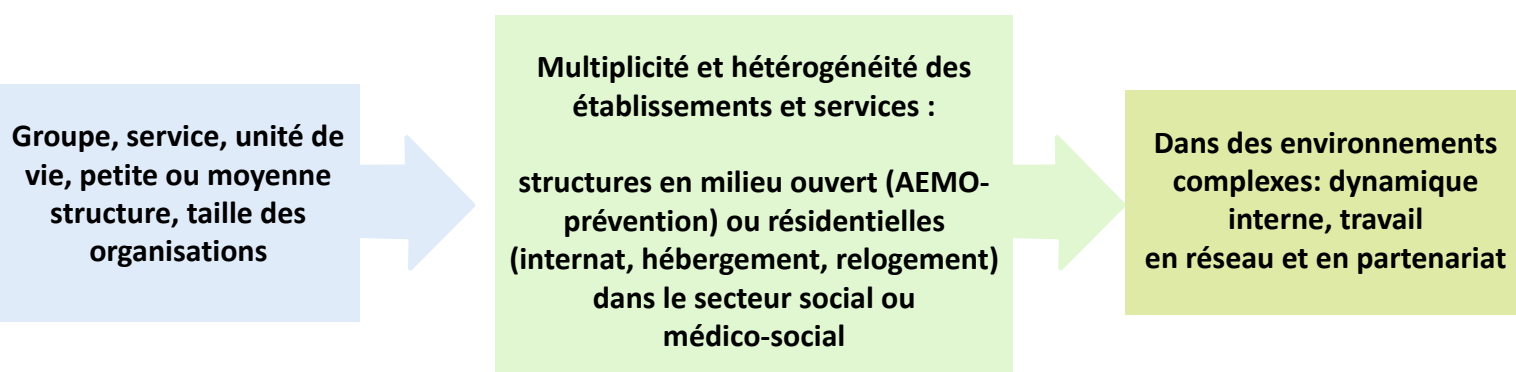 Groupe, service, unité de
vie, petite ou moyenne
structure, taille des
organisations
Multiplicité et hétérogénéité des
établissements et services :
structures en milieu ouvert (AEMO-
prévention) ou résidentielles
(internat, hébergement, relogement)
dans le secteur social ou
médico-social
Dans des environnements
complexes: dynamique
interne, travail
en réseau et en partenariat